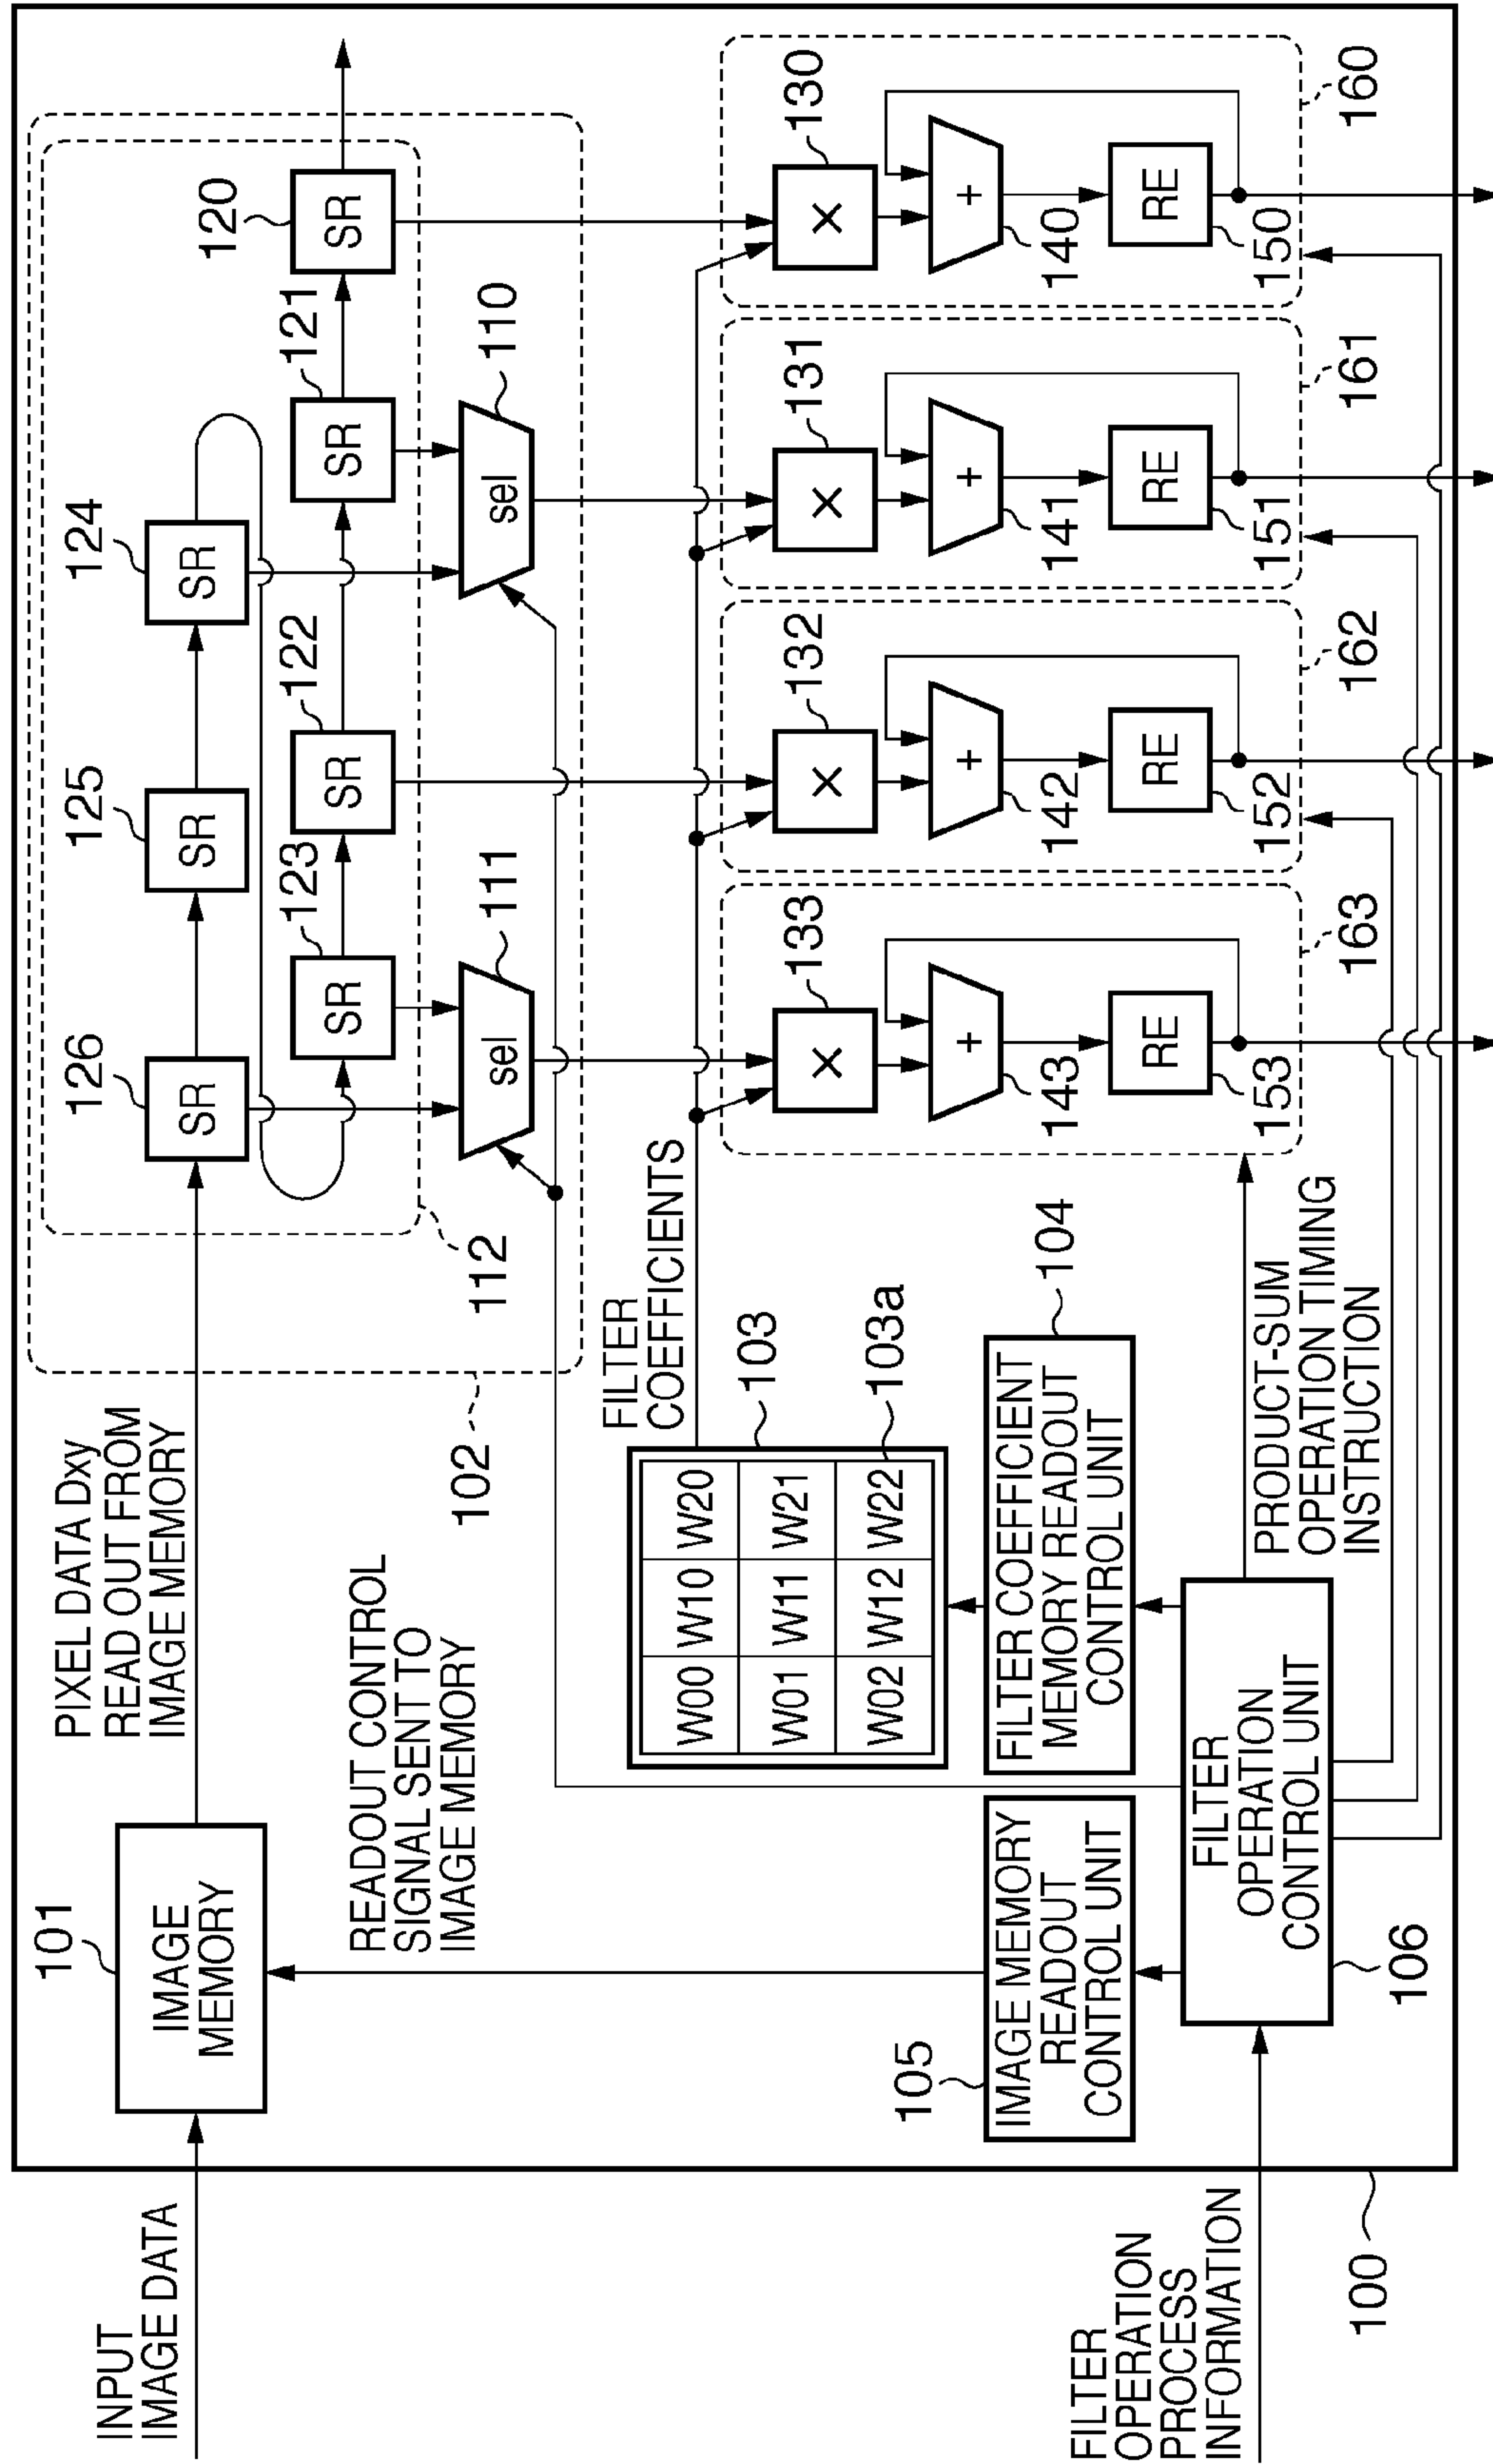 INPUT
IMAGE DATA
101
IMAGE
MEMORY
PIXEL DATA Dxy
READ OUT FROM
IMAGE MEMORY
READOUT CONTROL
SIGNAL SENT TO
IMAGE MEMORY
102
112
126
SR
125
SR
124
SR
123
SR
122
SR
121
SR
120
SR
111
sel
110
sel
FILTER
COEFFICIENTS
103
103a
W00 W10 W20
W01 W11 W21
W02 W12 W22
104
FILTER COEFFICIENT
MEMORY READOUT
CONTROL UNIT
105
IMAGE MEMORY
READOUT
CONTROL UNIT
FILTER
OPERATION
CONTROL UNIT
106
PRODUCT-SUM
OPERATION TIMING
INSTRUCTION
133
×
+
143
RE
153
163
132
×
+
142
RE
152
162
131
×
+
141
RE
151
161
130
×
+
140
RE
150
160
FILTER
OPERATION
PROCESS
INFORMATION
100